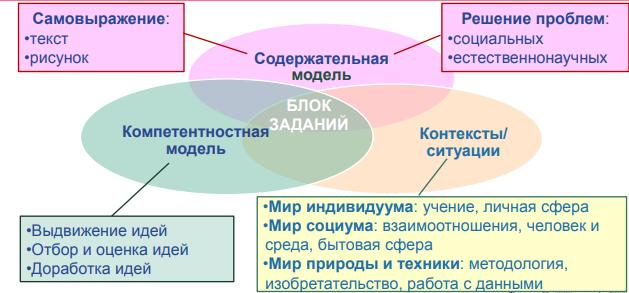 Самовыражение:
•текст
•рисунок
Решение проблем:
•социальных
•естественнонаучных
Содержательная
модель
БЛОК
ЗАДАНИЙ
Компетентностная
модель
Контексты/
ситуации
•Выдвижение идей
•Отбор и оценка идей
•Доработка идей
•Мир индивидуума: учение, личная сфера
•Мир социума: взаимоотношения, человек и
среда, бытовая сфера
•Мир природы и техники: методология,
изобретательство, работа с данными